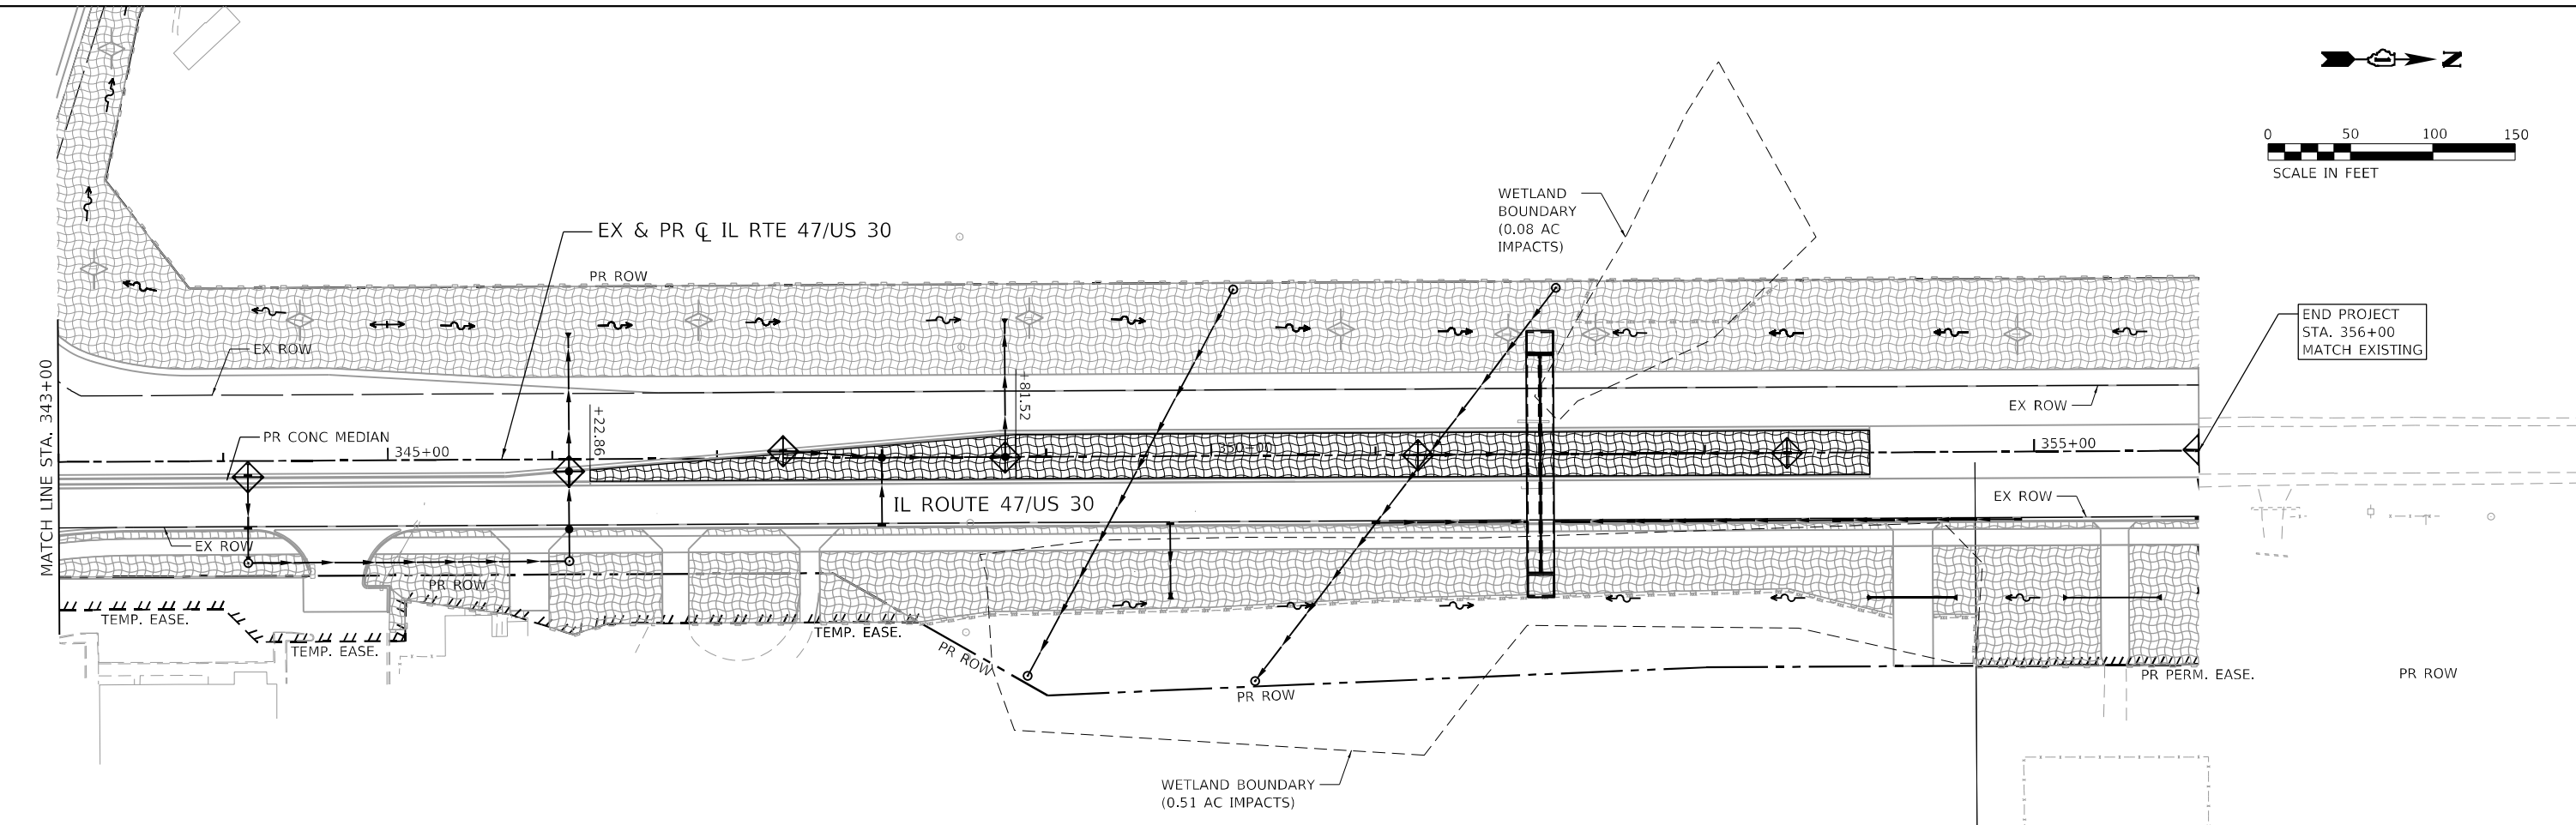 N
0 50 100 150
SCALE IN FEET
WETLAND
BOUNDARY
(0.08 AC
IMPACTS)
EX & PR ℄ IL RTE 47/US 30
PR ROW
END PROJECT
STA. 356+00
MATCH EXISTING
EX ROW
MATCH LINE STA. 343+00
+81.52
+22.86
EX ROW
PR CONC MEDIAN
345+00
350+00
355+00
IL ROUTE 47/US 30
EX ROW
EX ROW
PR ROW
TEMP. EASE.
TEMP. EASE.
TEMP. EASE.
PR ROW
PR ROW
PR PERM. EASE.
PR ROW
WETLAND BOUNDARY
(0.51 AC IMPACTS)